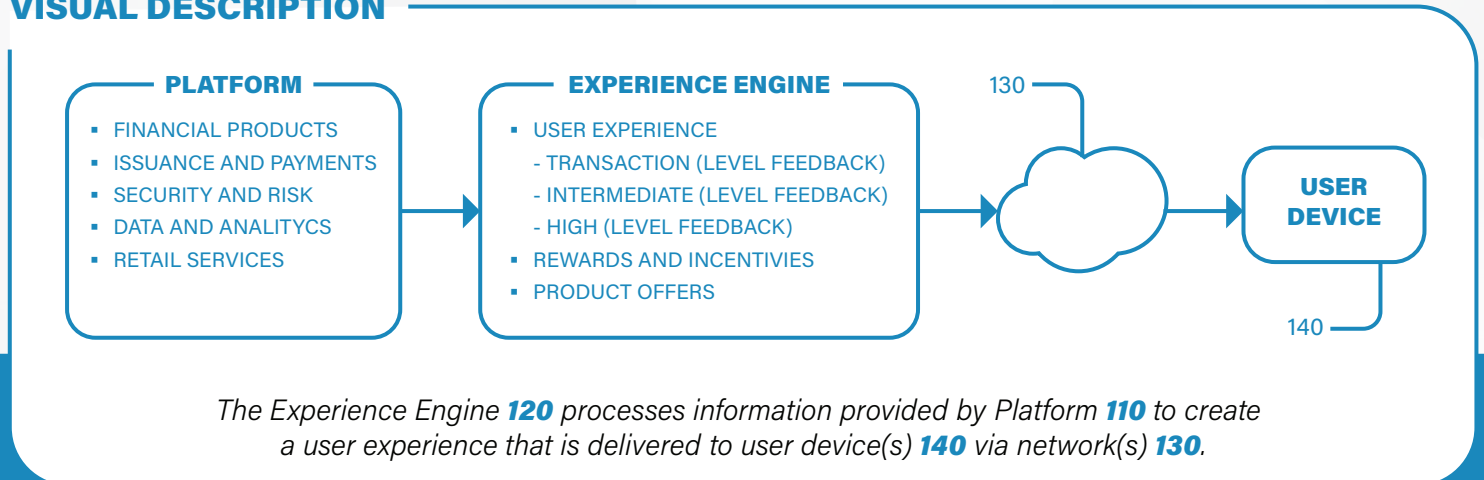 VISUAL DESCRIPTION
PLATFORM
▪ FINANCIAL PRODUCTS
▪ ISSUANCE AND PAYMENTS
▪ SECURITY AND RISK
▪ DATA AND ANALITYCS
▪ RETAIL SERVICES
EXPERIENCE ENGINE
▪ USER EXPERIENCE
- TRANSACTION (LEVEL FEEDBACK)
- INTERMEDIATE (LEVEL FEEDBACK)
- HIGH (LEVEL FEEDBACK)
▪ REWARDS AND INCENTIVIES
▪ PRODUCT OFFERS
130
USER
DEVICE
140
The Experience Engine 120 processes information provided by Platform 110 to create
a user experience that is delivered to user device(s) 140 via network(s) 130.